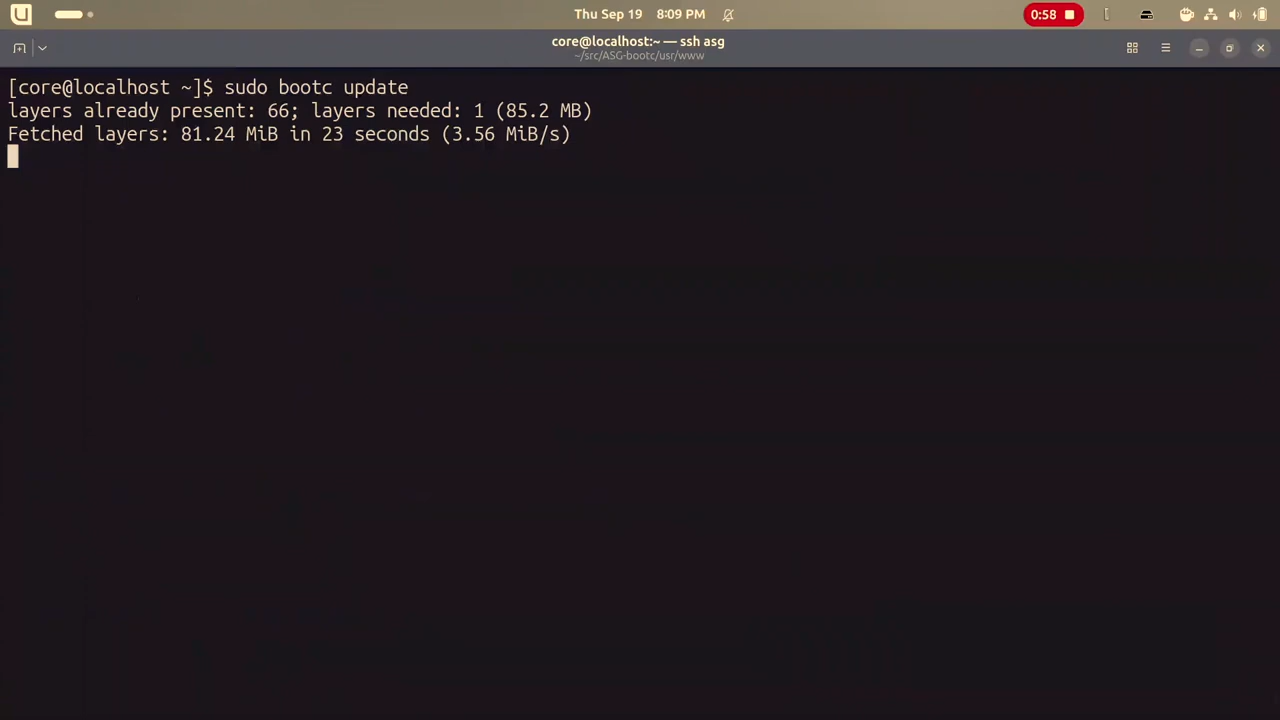 Thu Sep 19 8:09 PM
0:58
core@localhost:~ — ssh asg
~/src/ASG-bootc/usr/www
[core@localhost ~]$ sudo bootc update
layers already present: 66; layers needed: 1 (85.2 MB)
Fetched layers: 81.24 MiB in 23 seconds (3.56 MiB/s)